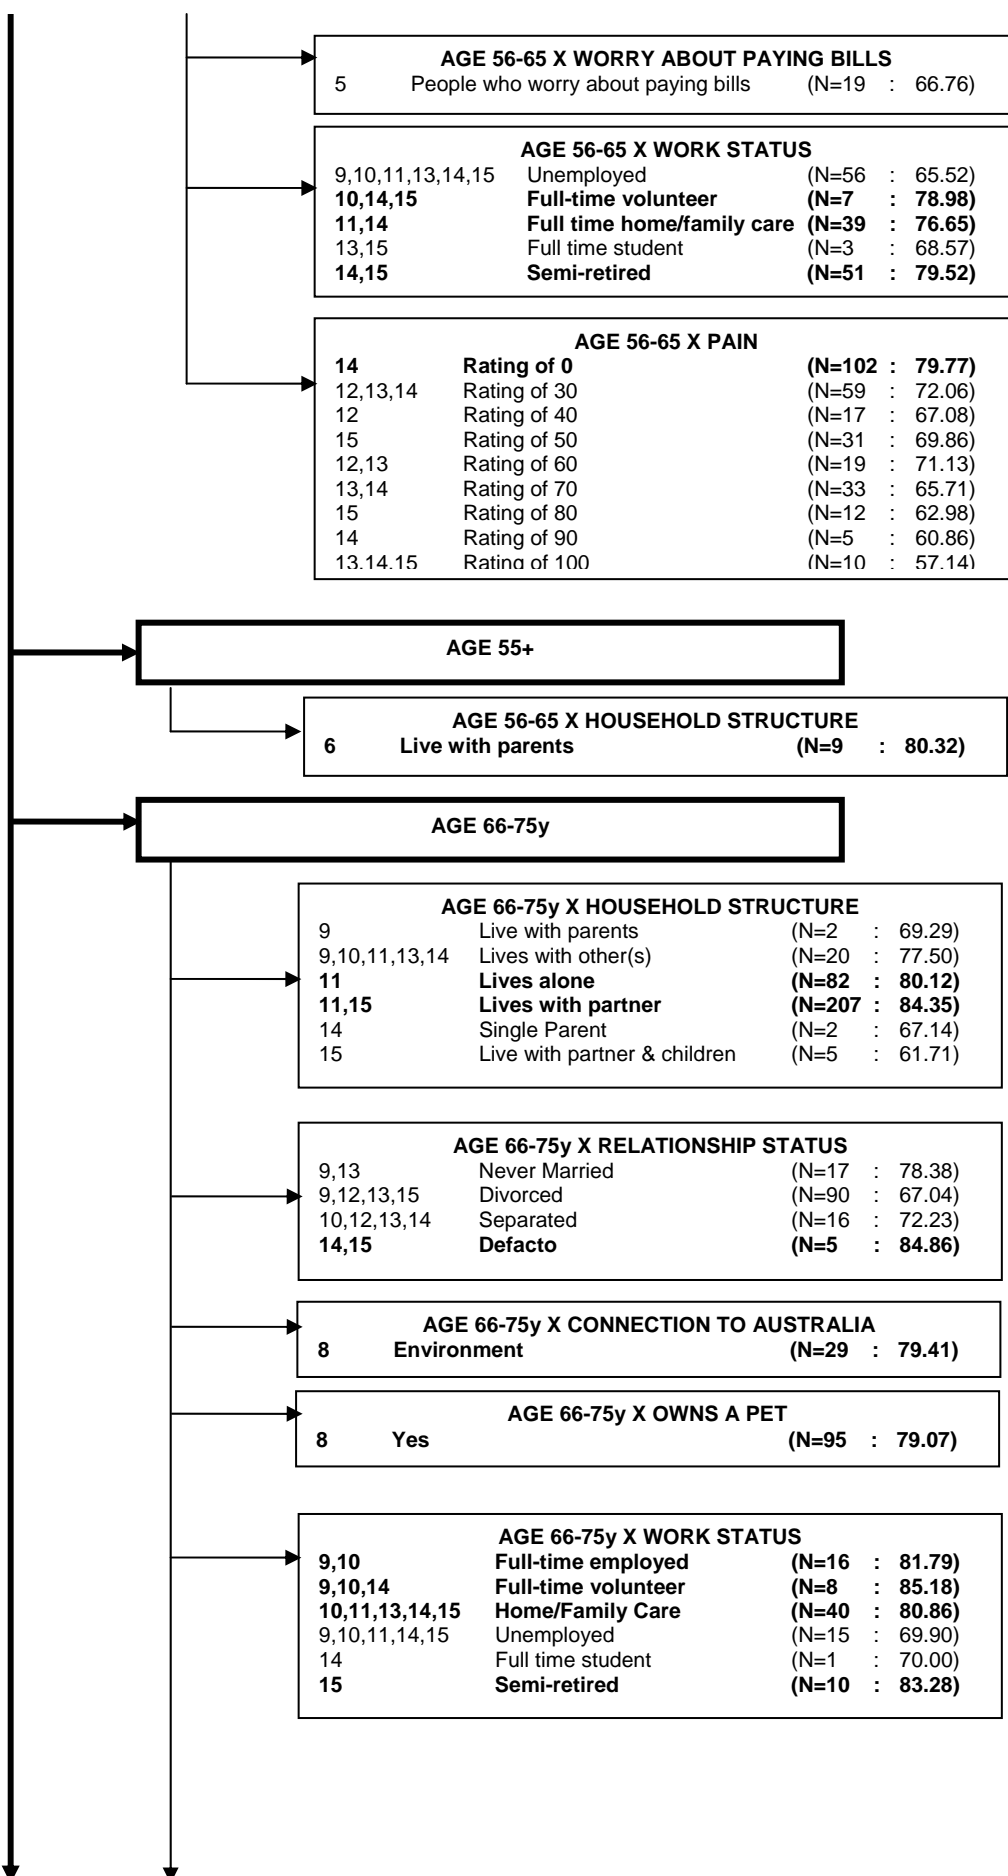 AGE 56-65 X WORRY ABOUT PAYING BILLS
5 People who worry about paying bills (N=19 : 66.76)
AGE 56-65 X WORK STATUS
9,10,11,13,14,15 Unemployed (N=56 : 65.52)
10,14,15 Full-time volunteer (N=7 : 78.98)
11,14 Full time home/family care (N=39 : 76.65)
13,15 Full time student (N=3 : 68.57)
14,15 Semi-retired (N=51 : 79.52)
AGE 56-65 X PAIN
14 Rating of 0 (N=102 : 79.77)
12,13,14 Rating of 30 (N=59 : 72.06)
12 Rating of 40 (N=17 : 67.08)
15 Rating of 50 (N=31 : 69.86)
12,13 Rating of 60 (N=19 : 71.13)
13,14 Rating of 70 (N=33 : 65.71)
15 Rating of 80 (N=12 : 62.98)
14 Rating of 90 (N=5 : 60.86)
13,14,15 Rating of 100 (N=10 : 57.14)
AGE 55+
AGE 56-65 X HOUSEHOLD STRUCTURE
6 Live with parents (N=9 : 80.32)
AGE 66-75y
AGE 66-75y X HOUSEHOLD STRUCTURE
9 Live with parents (N=2 : 69.29)
9,10,11,13,14 Lives with other(s) (N=20 : 77.50)
11 Lives alone (N=82 : 80.12)
11,15 Lives with partner (N=207 : 84.35)
14 Single Parent (N=2 : 67.14)
15 Live with partner & children (N=5 : 61.71)
AGE 66-75y X RELATIONSHIP STATUS
9,13 Never Married (N=17 : 78.38)
9,12,13,15 Divorced (N=90 : 67.04)
10,12,13,14 Separated (N=16 : 72.23)
14,15 Defacto (N=5 : 84.86)
AGE 66-75y X CONNECTION TO AUSTRALIA
8 Environment (N=29 : 79.41)
AGE 66-75y X OWNS A PET
8 Yes (N=95 : 79.07)
AGE 66-75y X WORK STATUS
9,10 Full-time employed (N=16 : 81.79)
9,10,14 Full-time volunteer (N=8 : 85.18)
10,11,13,14,15 Home/Family Care (N=40 : 80.86)
9,10,11,14,15 Unemployed (N=15 : 69.90)
14 Full time student (N=1 : 70.00)
15 Semi-retired (N=10 : 83.28)